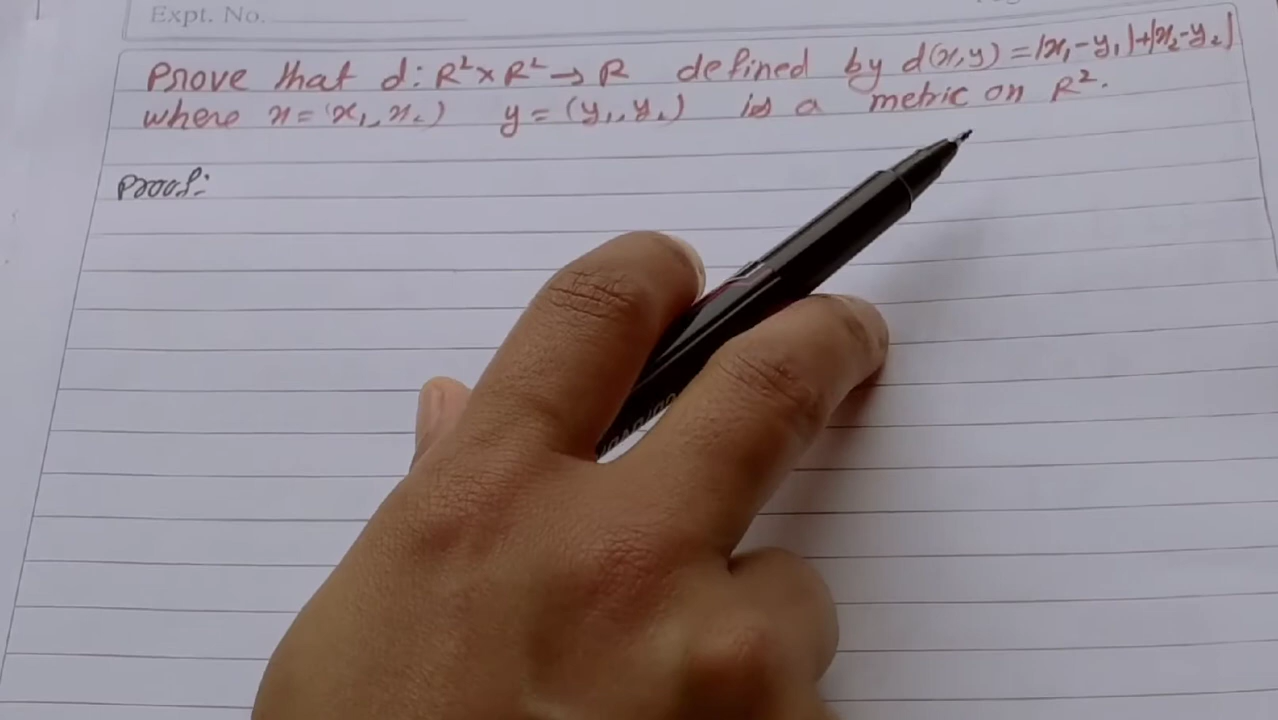 Expt. No.
Prove that d: R² × R² → R defined by d(x,y) = |x₁-y₁|+|x₂-y₂|
where x = (x₁, x₂) y = (y₁, y₂) is a metric on R².
Proof: